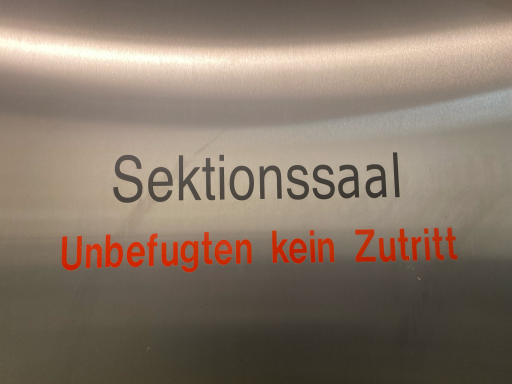 Sektionssaal
Unbefugten kein Zutritt